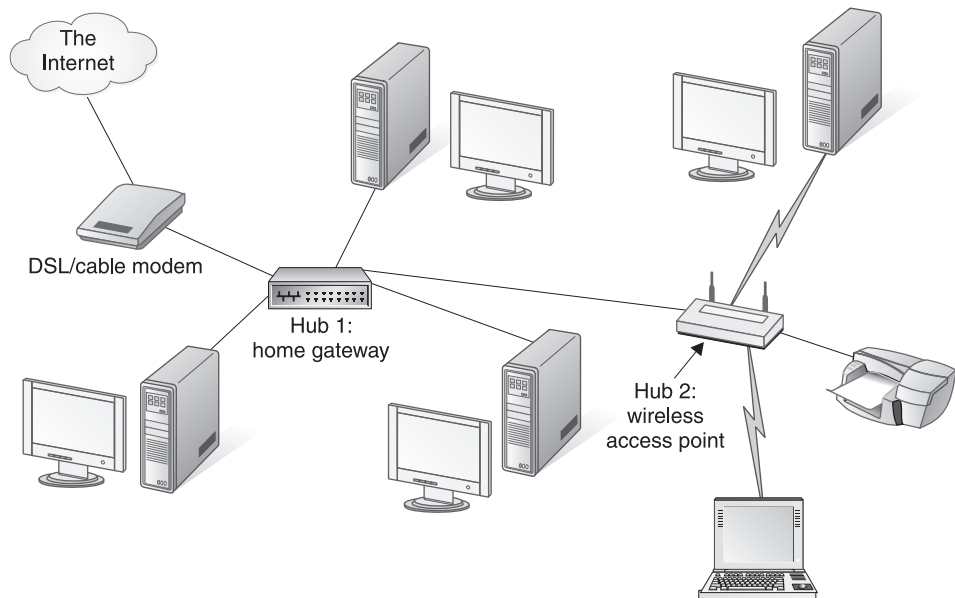 The
Internet
DSL/cable modem
Hub 1:
home gateway
Hub 2:
wireless
access point